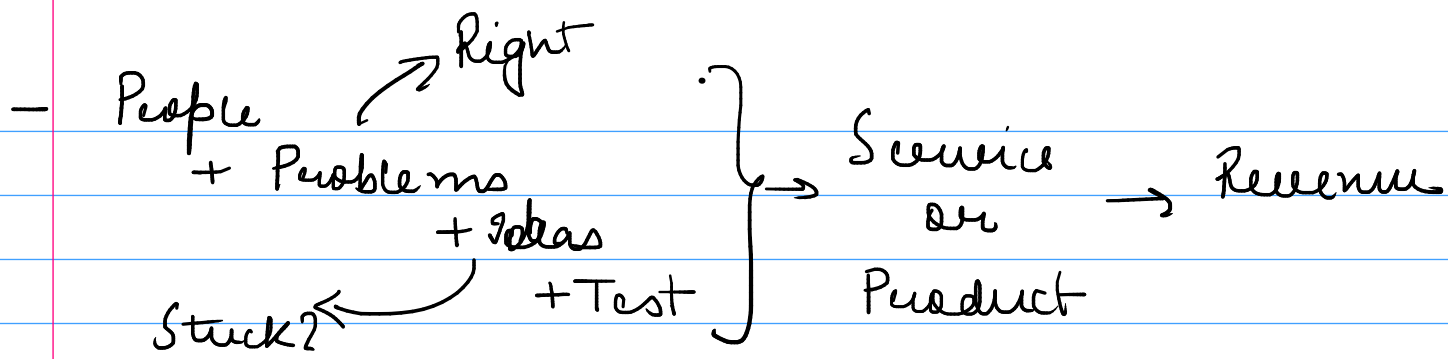 Right
- People
+ Problems
+ Ideas
+ Test
Stuck?
Service
or
Product
Revenue